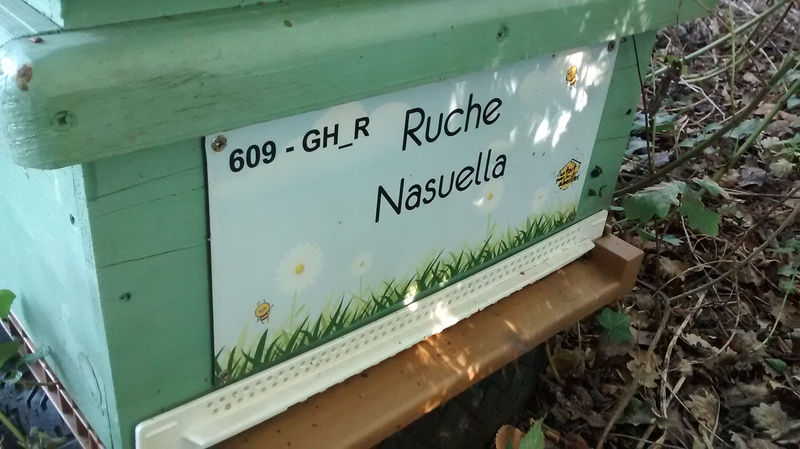 609 - GH_R
Ruche
Nasuella